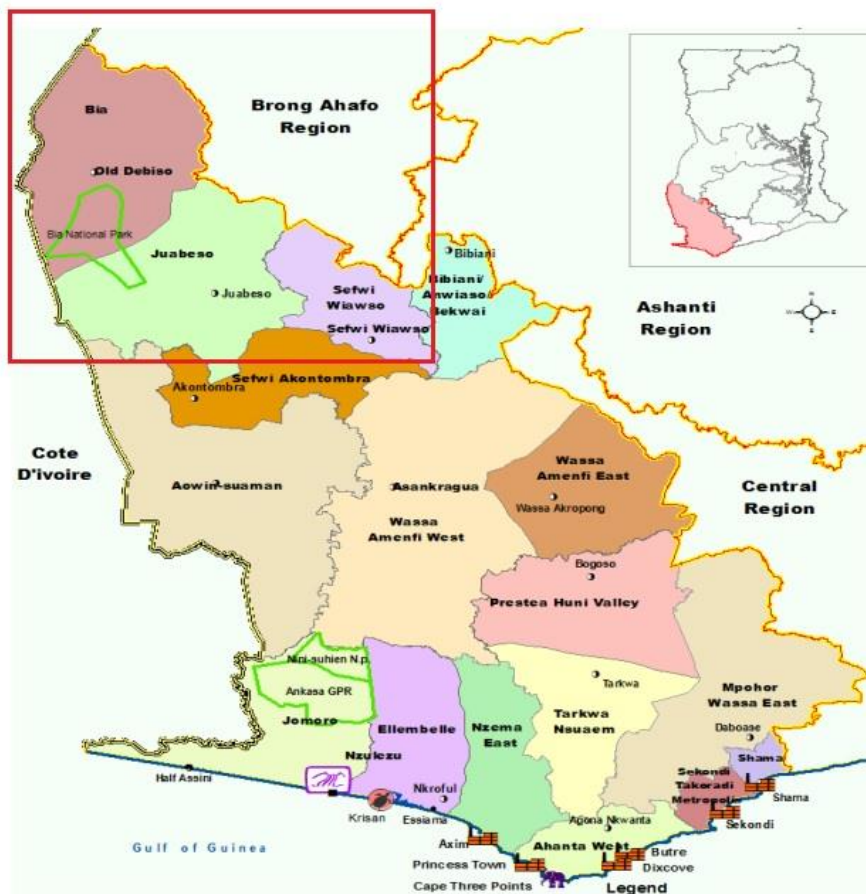 Bia
Brong Ahafo
Region
Old Debiso
Bia National Park
Juabeso
Juabeso
Sefwi
Wiawso
Sefwi Wiawso
Bibiani
Bibiani/
Anwiaso
Bekwai
Ashanti
Region
W
E
Sefwi Akontombra
Akontombra
Cote
D'ivoire
Aowin-suaman
Asankragua
Wassa
Amenfi West
Wassa
Amenfi East
Wassa Akropong
Central
Region
Bogoso
Prestea Huni Valley
Nini-suhien N.p.
Ankasa GPR
Jomoro
Ellembelle
Nzema
East
Tarkwa
Tarkwa
Nsuaem
Mpohor
Wassa East
Daboase
Shama
Nzulezu
Half Assini
Nkroful
Krisan
Essiama
Sekondi
Takoradi
Metropoli
Shama
Sekondi
Gulf of Guinea
Agona Nkwanta
Axim
Ahanta West
Butre
Princess Town
Dixcove
Cape Three Points
Legend